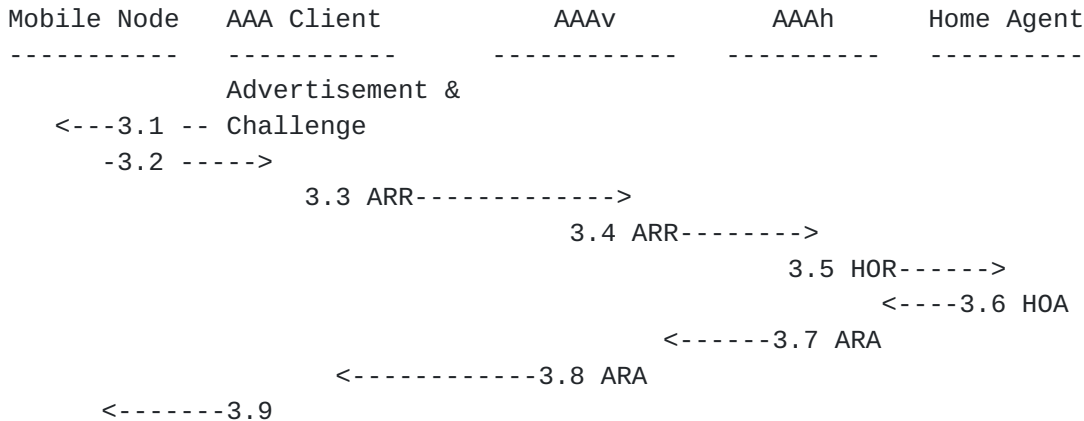 Mobile Node   AAA Client           AAAv            AAAh        Home Agent
-----------   -----------      ------------   ----------   ----------
              Advertisement &
   <---3.1 -- Challenge
      -3.2 ----->
                   3.3 ARR------------->
                                    3.4 ARR-------->
                                                  3.5 HOR------>
                                                        <----3.6 HOA
                                          <------3.7 ARA
                     <------------3.8 ARA
      <-------3.9